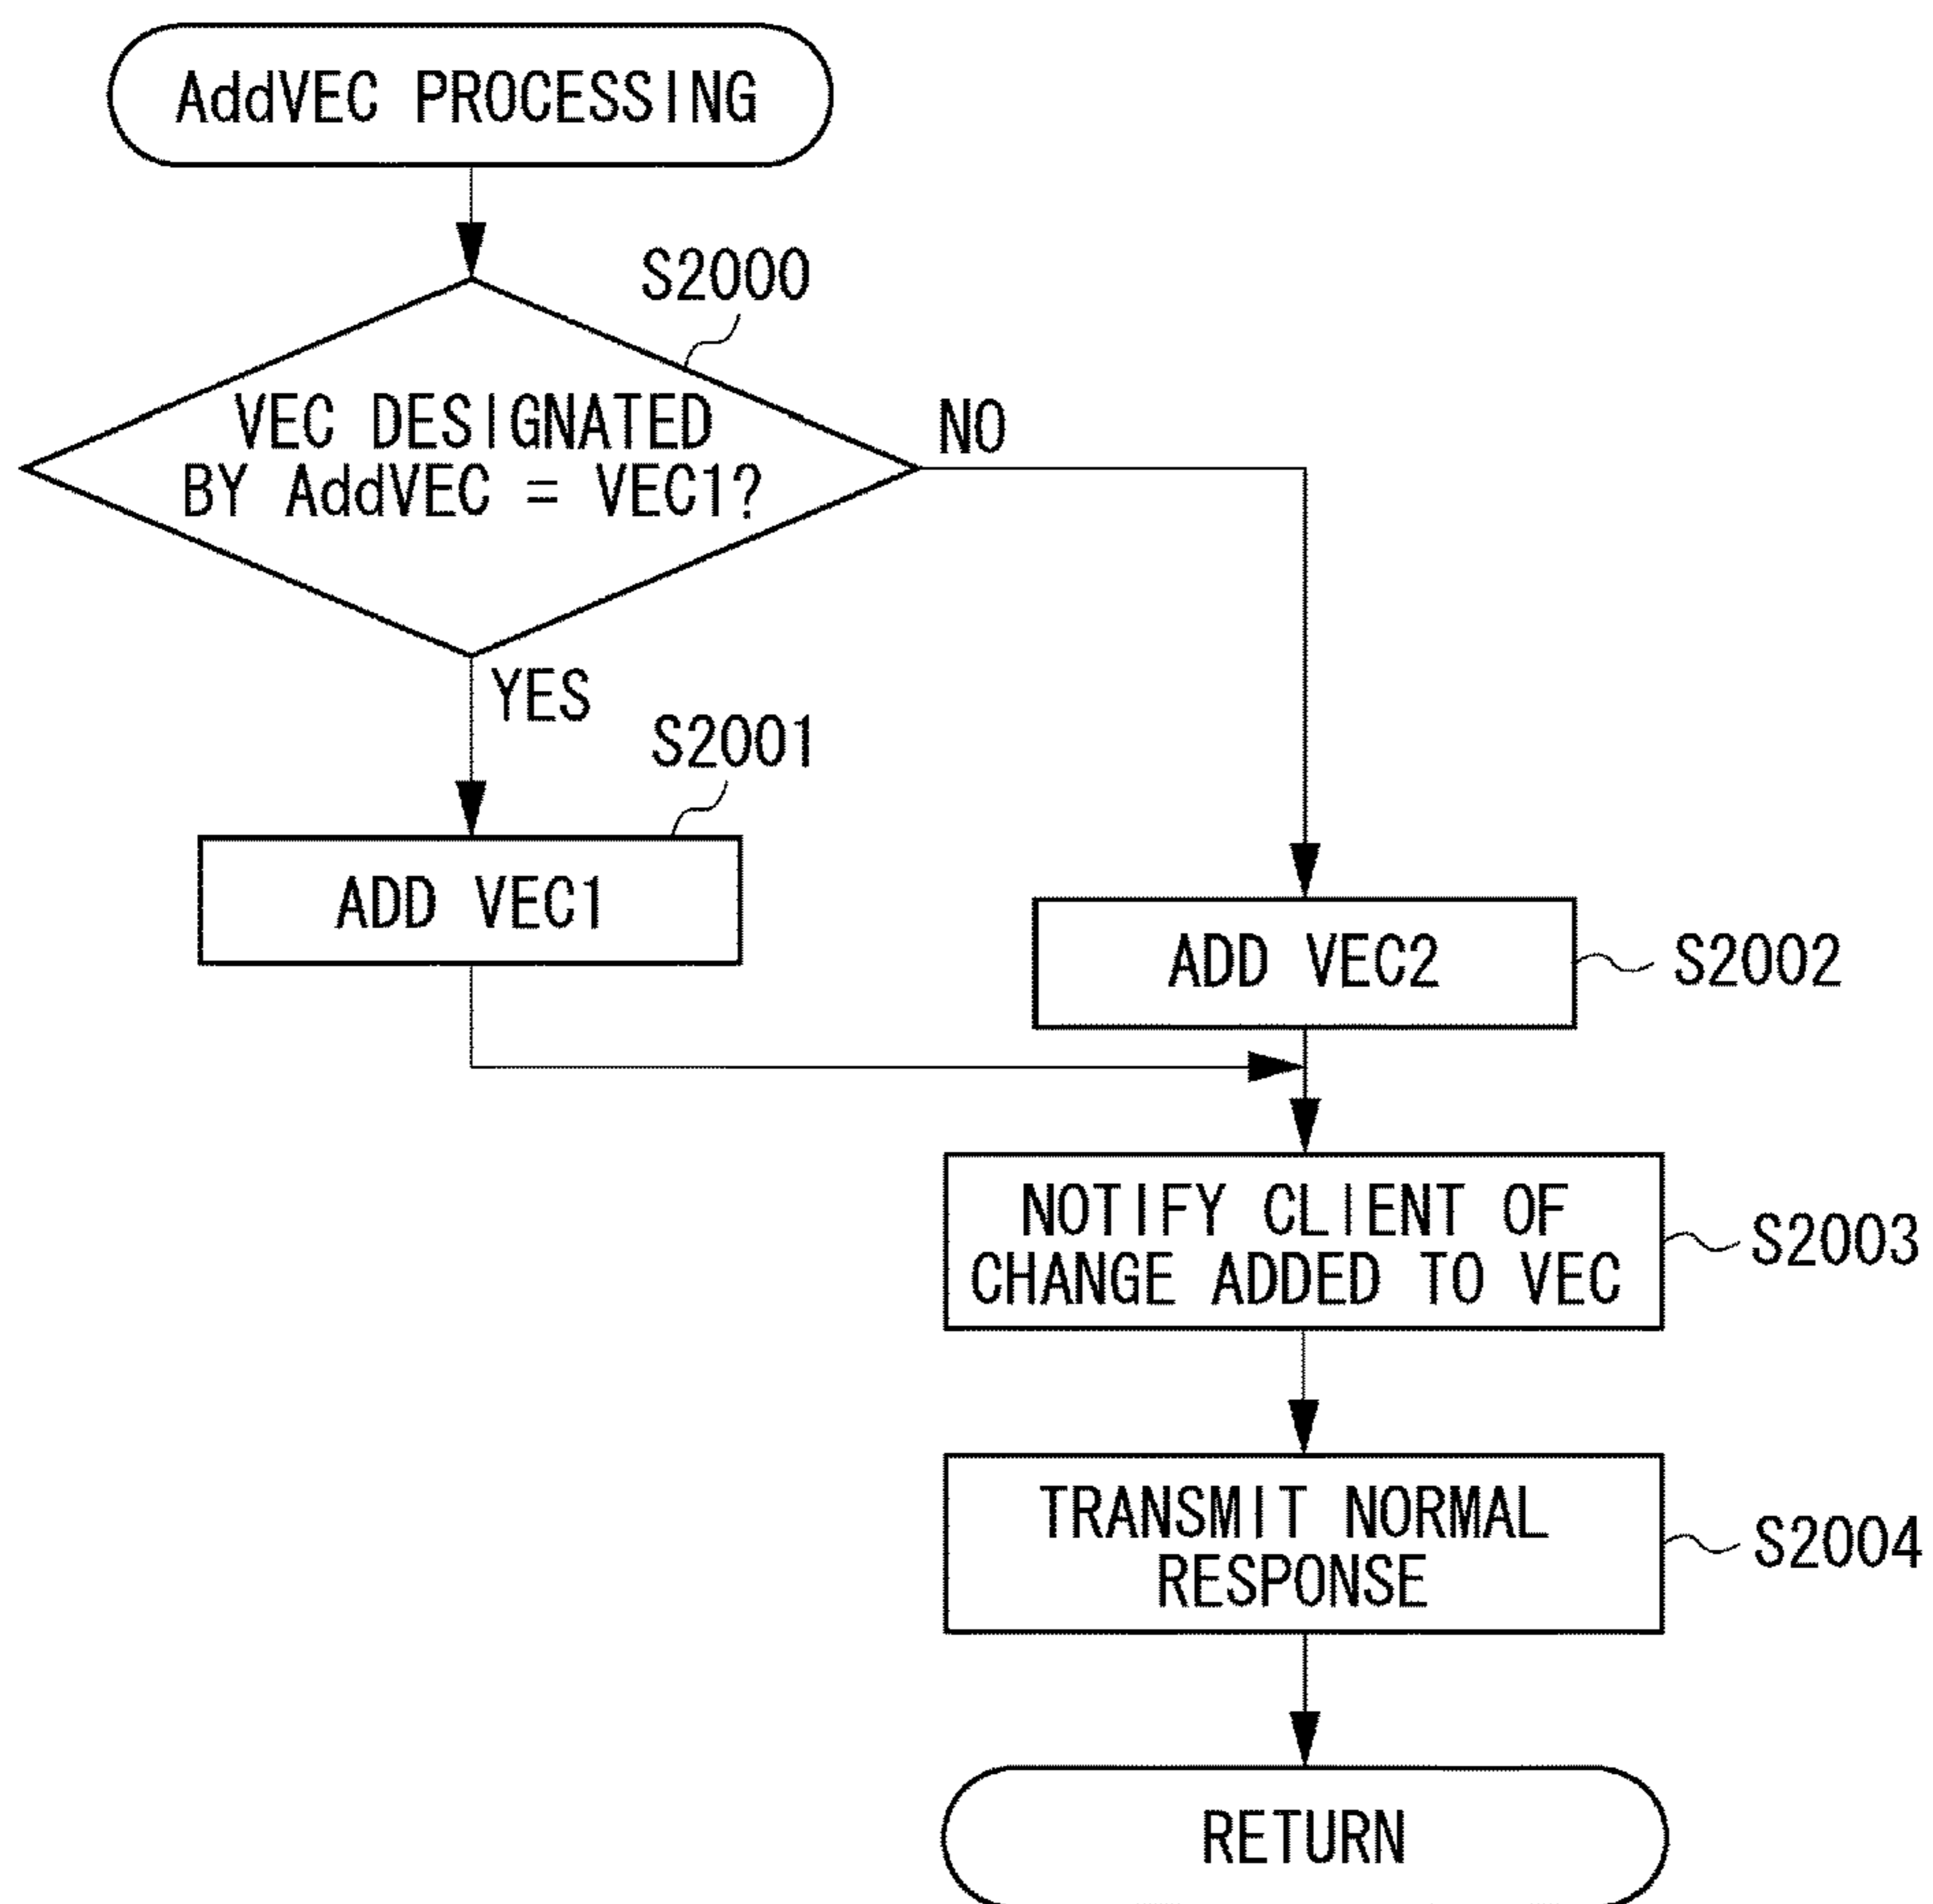 AddVEC PROCESSING
S2000
VEC DESIGNATED
BY AddVEC = VEC1?
NO
YES
S2001
ADD VEC1
ADD VEC2
S2002
NOTIFY CLIENT OF
CHANGE ADDED TO VEC
S2003
TRANSMIT NORMAL
RESPONSE
S2004
RETURN